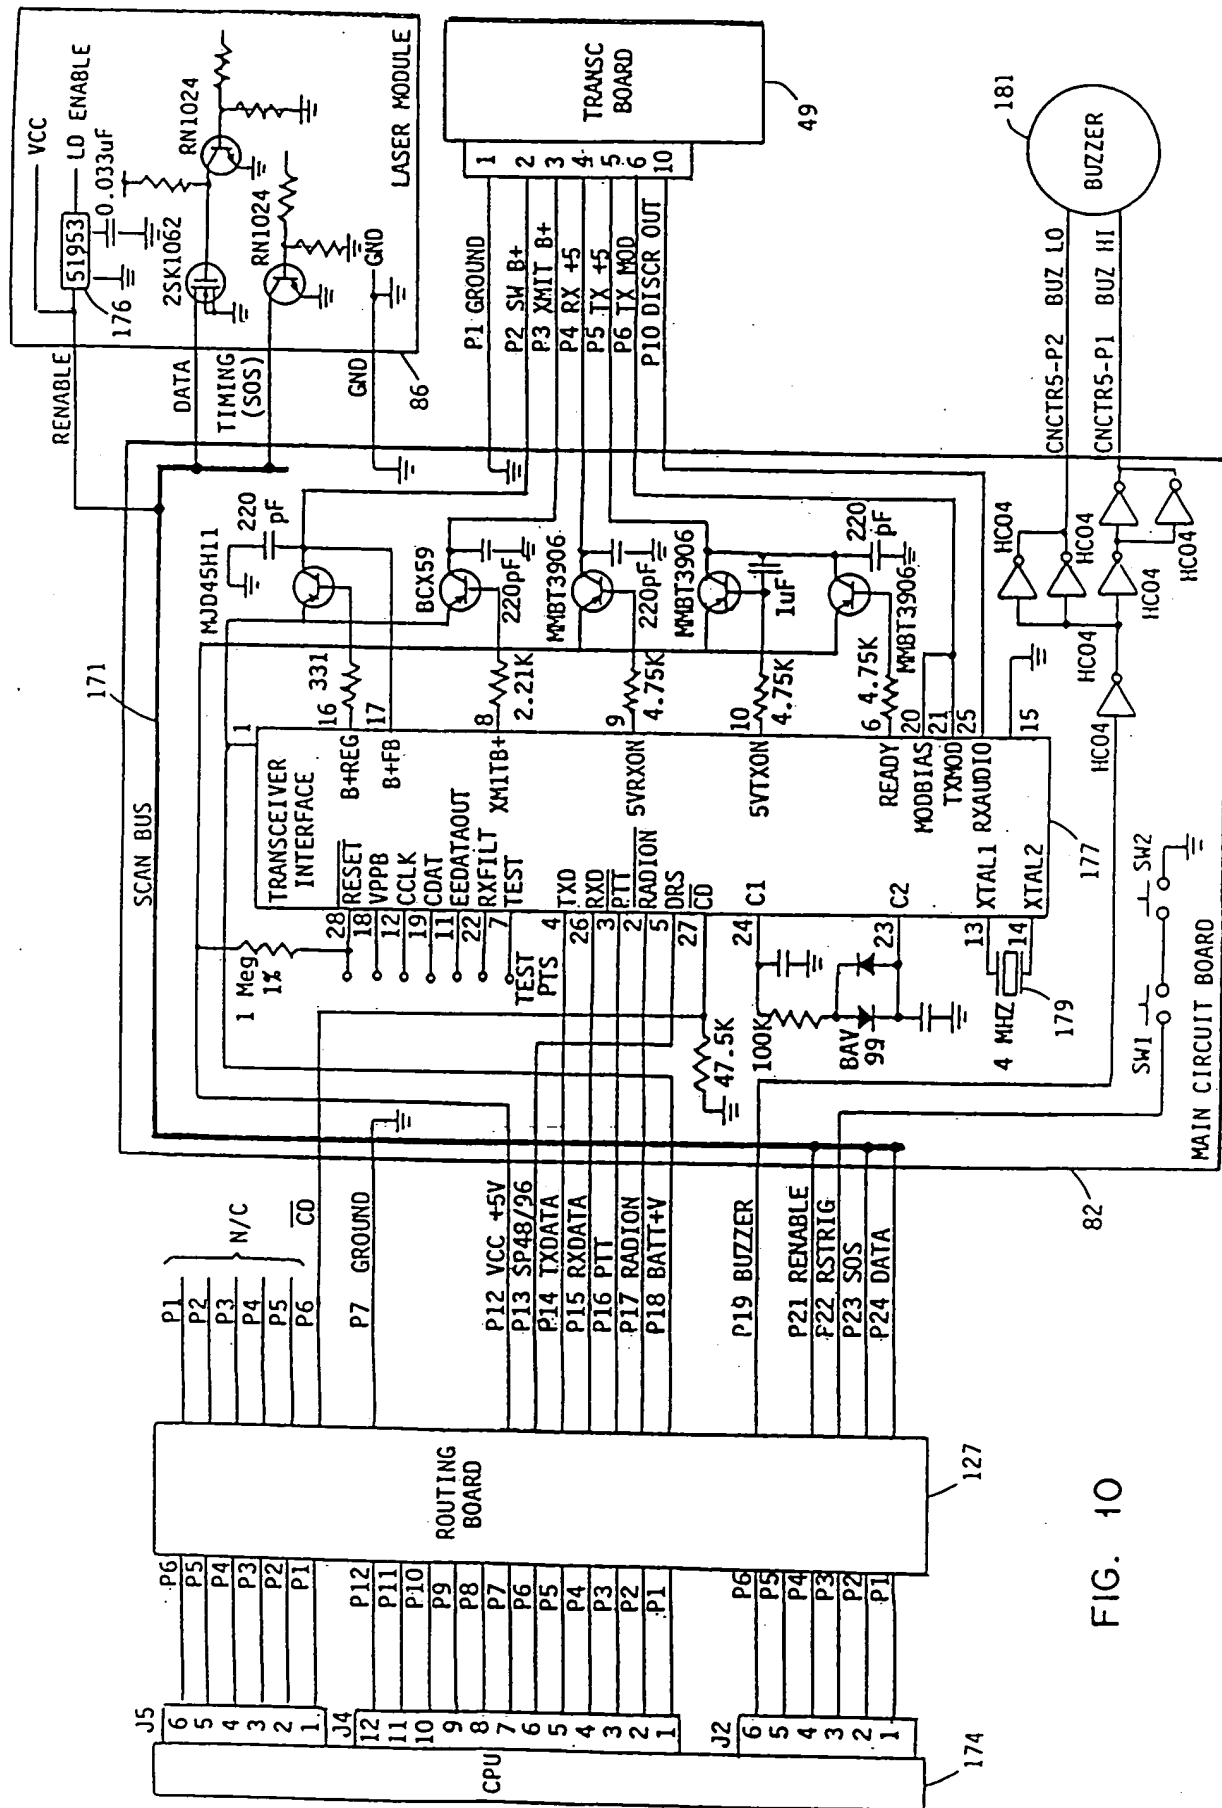 J5
6
5
4
3
2
1
J4
12
11
10
9
8
7
6
5
4
3
2
1
J2
6
5
4
3
2
1
CPU
174
P6
P5
P4
P3
P2
P1
P12
P11
P10
P9
P8
P7
P6
P5
P4
P3
P2
P1
P6
P5
P4
P3
P2
P1
ROUTING
BOARD
127
P1
P2
P3
P4
P5
P6
N/C
CD
P7 GROUND
P12 VCC +5V
P13 SP48/96
P14 TXDATA
P15 RXDATA
P16 PTT
P17 RADION
P18 BATT+V
P19 BUZZER
P21 RENABLE
P22 RSTRIG
P23 SOS
P24 DATA
82
MAIN CIRCUIT BOARD
SCAN BUS
171
1 Meg
1%
28
18
12
19
11
22
7
TEST
PTS
4
26
3
2
5
27
24
23
13
14
47.5K
100K
BAV
99
4 MHZ
179
SW1
SW2
TRANSCEIVER
INTERFACE
RESET
VPPB
CCLK
CDAT
EEDATAOUT
RXFILT
TEST
TXD
RXD
PTT
RADION
DRS
CD
C1
C2
XTAL1
XTAL2
B+REG
B+FB
XM1TB+
5VRXON
5VTXON
READY
MODBIAS
TXMOD
RXAUDIO
177
1
16
17
8
9
10
6
20
21
25
15
331
2.21K
4.75K
4.75K
4.75K
MJD45H11
220
pF
BCX59
220pF
MMBT3906
220pF
MMBT3906
1uF
MMBT3906
220
pF
HC04
HC04
HC04
HC04
HC04
HC04
RENABLE
DATA
TIMING
(SOS)
GND
86
VCC
51953
LD ENABLE
176
0.033uF
2SK1062
RN1024
RN1024
GND
LASER MODULE
P1 GROUND
P2 SW B+
P3 XMIT B+
P4 RX +5
P5 TX +5
P6 TX MOD
P10 DISCR OUT
1
2
3
4
5
6
10
TRANSC
BOARD
49
CNCTR5-P2 BUZ LO
CNCTR5-P1 BUZ HI
BUZZER
181
FIG. 10